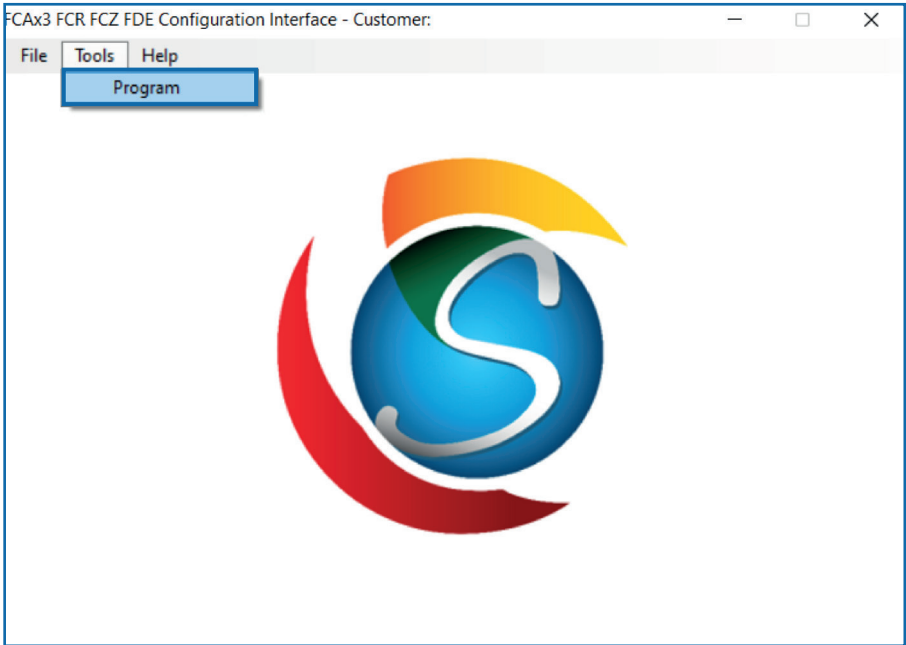 FCAx3 FCR FCZ FDE Configuration Interface - Customer:
File Tools Help
Program
S